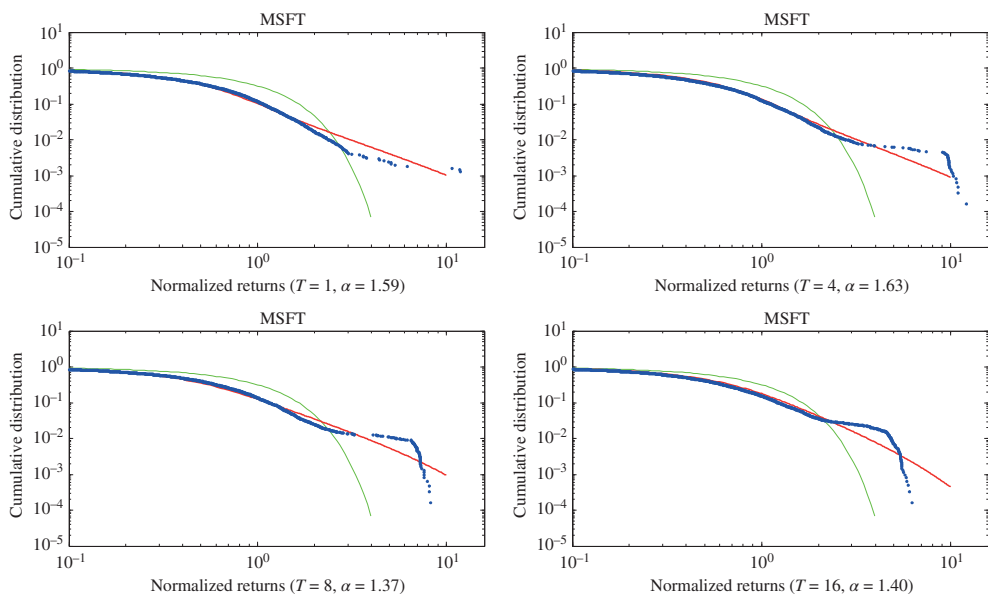 MSFT
10^1
10^0
10^−1
10^−2
10^−3
10^−4
10^−5
Cumulative distribution
10^−1 10^0 10^1
Normalized returns (T = 1, α = 1.59)
MSFT
10^1
10^0
10^−1
10^−2
10^−3
10^−4
10^−5
Cumulative distribution
10^−1 10^0 10^1
Normalized returns (T = 4, α = 1.63)
MSFT
10^1
10^0
10^−1
10^−2
10^−3
10^−4
10^−5
Cumulative distribution
10^−1 10^0 10^1
Normalized returns (T = 8, α = 1.37)
MSFT
10^1
10^0
10^−1
10^−2
10^−3
10^−4
10^−5
Cumulative distribution
10^−1 10^0 10^1
Normalized returns (T = 16, α = 1.40)